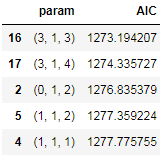 param AIC
16 (3, 1, 3) 1273.194207
17 (3, 1, 4) 1274.335727
2 (0, 1, 2) 1276.835379
5 (1, 1, 2) 1277.359224
4 (1, 1, 1) 1277.775755